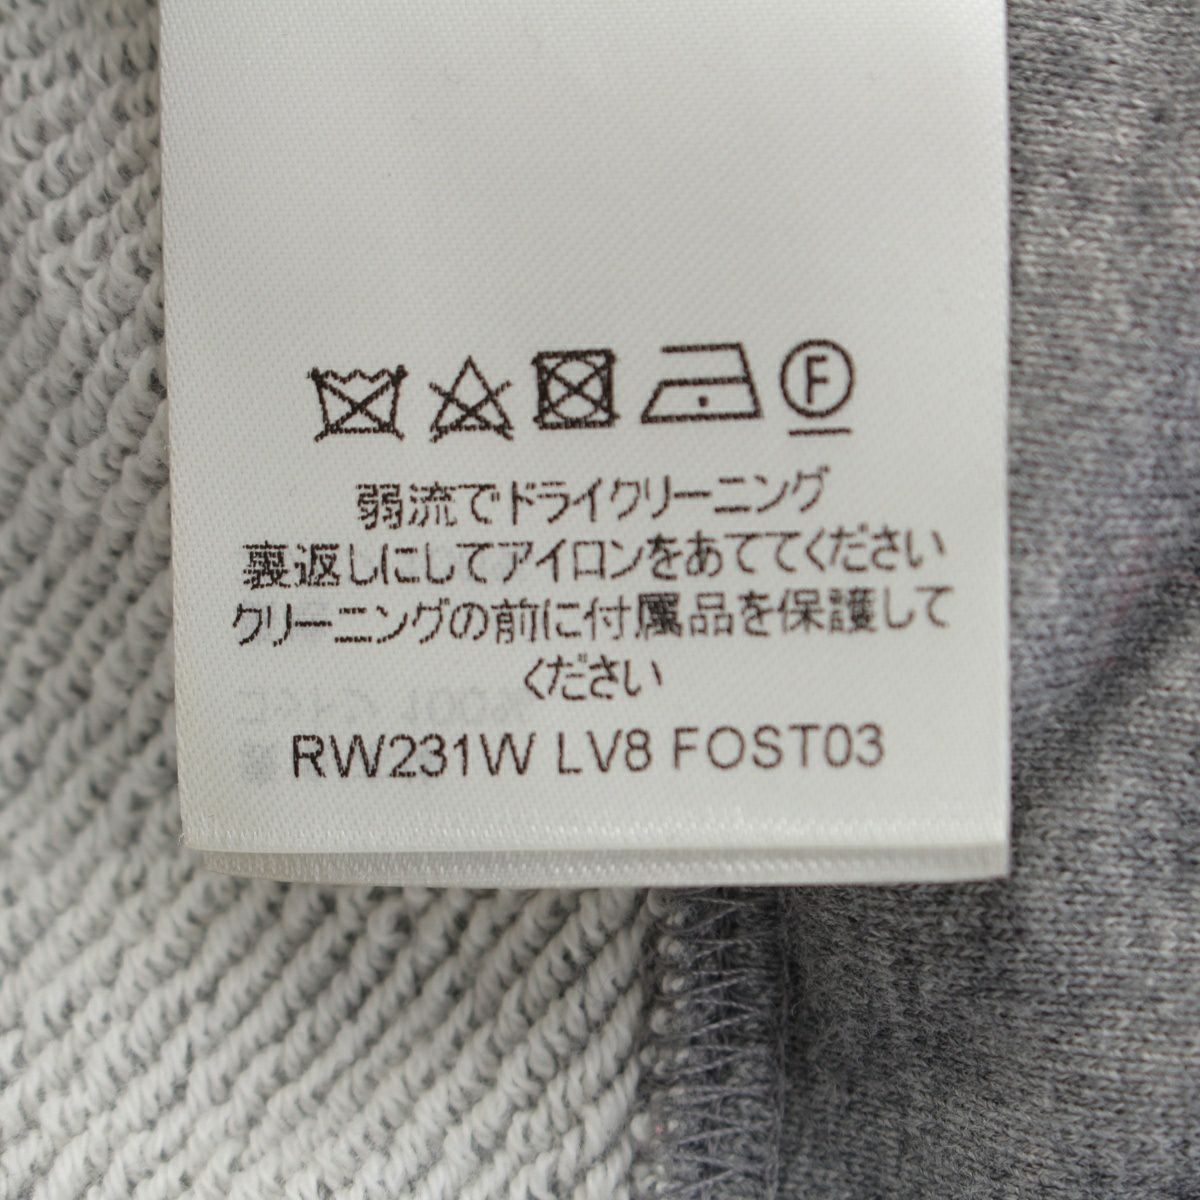 F
弱流でドライクリーニング
裏返しにしてアイロンをあててください
クリーニングの前に付属品を保護して
ください
RW231W LV8 FOST03